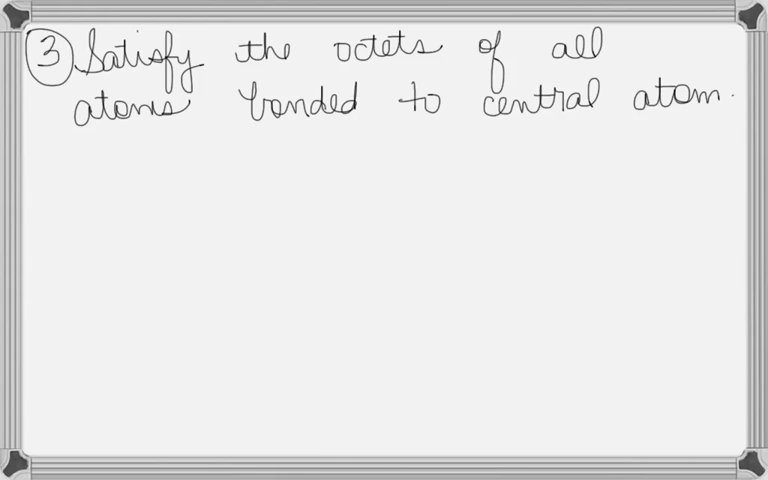 ③ Satisfy the octets of all
atoms bonded to central atom.